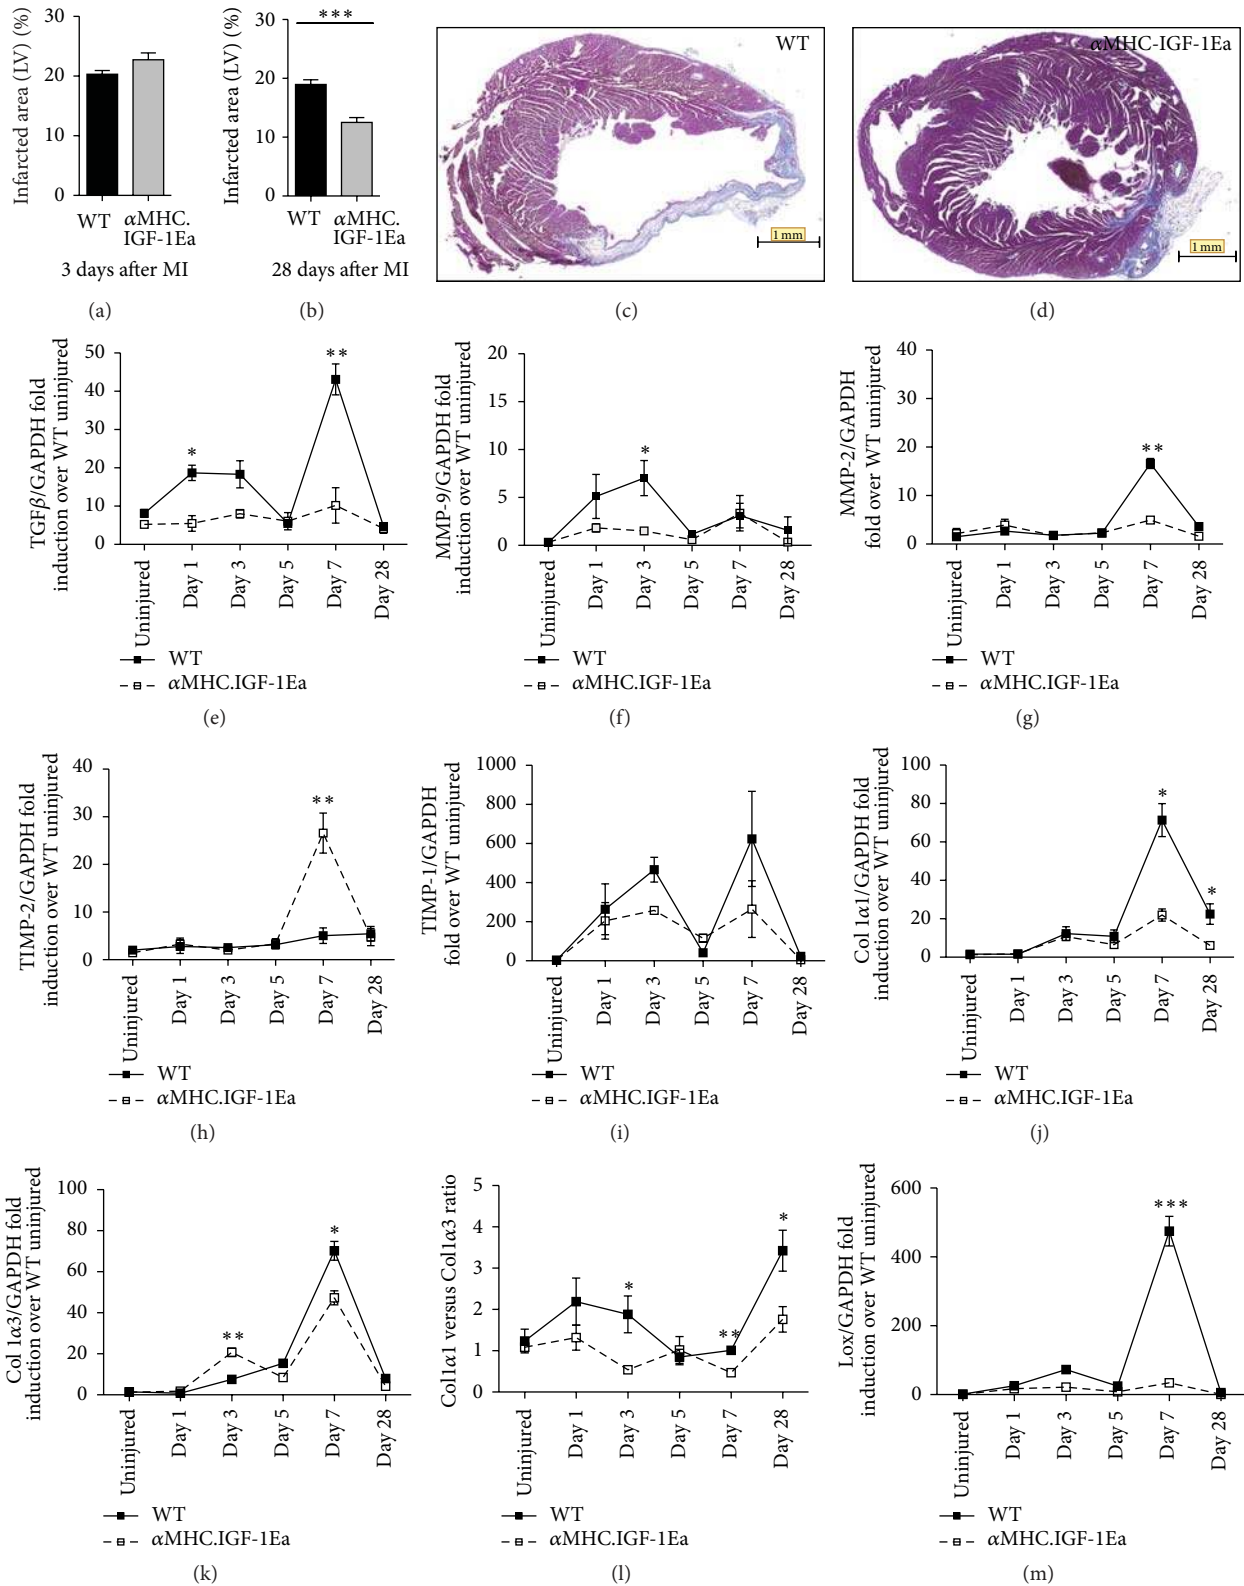 Infarcted area (LV) (%)
30
20
10
0
WT
αMHC.
IGF-1Ea
3 days after MI
(a)
Infarcted area (LV) (%)
30
20
10
0
***
WT
αMHC.
IGF-1Ea
28 days after MI
(b)
WT
1 mm
(c)
αMHC-IGF-1Ea
1 mm
(d)
TGFβ/GAPDH fold
induction over WT uninjured
50
40
30
20
10
0
*
**
Uninjured
Day 1
Day 3
Day 5
Day 7
Day 28
WT
αMHC.IGF-1Ea
(e)
MMP-9/GAPDH fold
induction over WT uninjured
20
15
10
5
0
*
Uninjured
Day 1
Day 3
Day 5
Day 7
Day 28
WT
αMHC.IGF-1Ea
(f)
MMP-2/GAPDH
fold over WT uninjured
40
30
20
10
0
**
Uninjured
Day 1
Day 3
Day 5
Day 7
Day 28
WT
αMHC.IGF-1Ea
(g)
TIMP-2/GAPDH fold
induction over WT uninjured
40
30
20
10
0
**
Uninjured
Day 1
Day 3
Day 5
Day 7
Day 28
WT
αMHC.IGF-1Ea
(h)
TIMP-1/GAPDH
fold over WT uninjured
1000
800
600
400
200
0
Uninjured
Day 1
Day 3
Day 5
Day 7
Day 28
WT
αMHC.IGF-1Ea
(i)
Col 1α1/GAPDH fold
induction over WT uninjured
100
80
60
40
20
0
*
*
Uninjured
Day 1
Day 3
Day 5
Day 7
Day 28
WT
αMHC.IGF-1Ea
(j)
Col 1α3/GAPDH fold
induction over WT uninjured
100
80
60
40
20
0
**
*
Uninjured
Day 1
Day 3
Day 5
Day 7
Day 28
WT
αMHC.IGF-1Ea
(k)
Col1α1 versus Col1α3 ratio
5
4
3
2
1
0
*
**
*
Uninjured
Day 1
Day 3
Day 5
Day 7
Day 28
WT
αMHC.IGF-1Ea
(l)
Lox/GAPDH fold
induction over WT uninjured
600
400
200
0
***
Uninjured
Day 1
Day 3
Day 5
Day 7
Day 28
WT
αMHC.IGF-1Ea
(m)